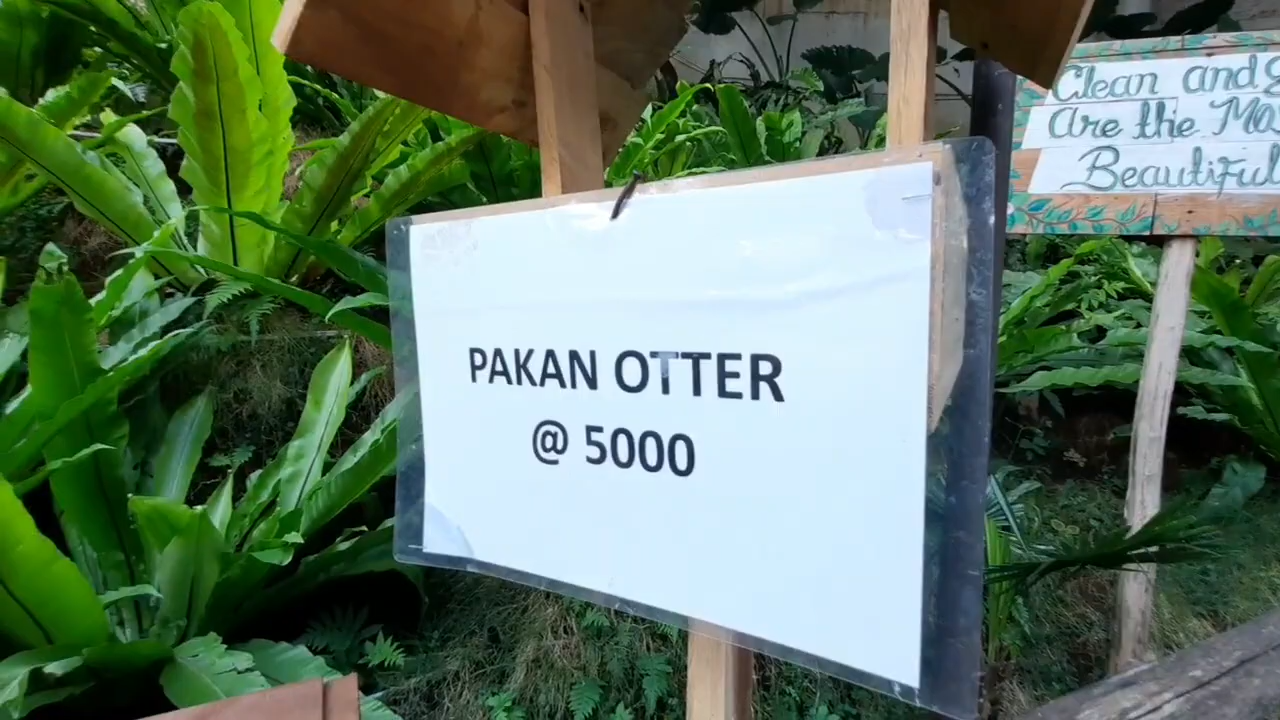 PAKAN OTTER
@ 5000
Clean and
Are the
Beautiful